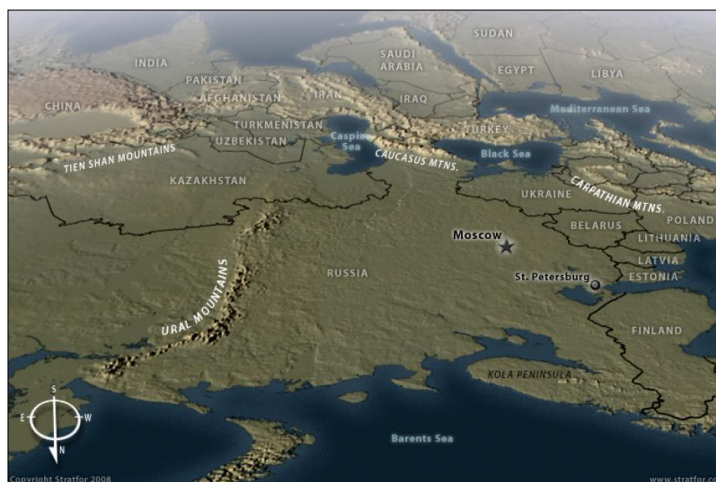 SUDAN
INDIA
SAUDI
ARABIA
EGYPT
LIBYA
PAKISTAN
AFGHANISTAN
IRAN
IRAQ
CHINA
Mediterranean Sea
TURKMENISTAN
Caspian
Sea
TURKEY
UZBEKISTAN
Black Sea
TIEN SHAN MOUNTAINS
CAUCASUS MTNS.
KAZAKHSTAN
UKRAINE
CARPATHIAN MTNS.
POLAND
BELARUS
Moscow
LITHUANIA
LATVIA
RUSSIA
St. Petersburg
ESTONIA
URAL MOUNTAINS
FINLAND
KOLA PENINSULA
S
E
W
N
Barents Sea
Copyright Stratfor 2008
www.stratfor.co